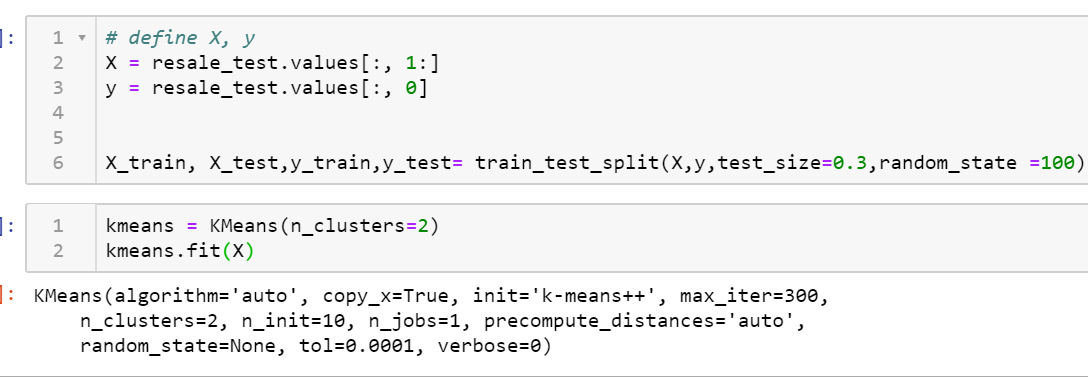 ]:
1 ▾ # define X, y
2 X = resale_test.values[:, 1:]
3 y = resale_test.values[:, 0]
4
5
6 X_train, X_test,y_train,y_test= train_test_split(X,y,test_size=0.3,random_state =100)
]:
1 kmeans = KMeans(n_clusters=2)
2 kmeans.fit(X)
]: KMeans(algorithm='auto', copy_x=True, init='k-means++', max_iter=300,
n_clusters=2, n_init=10, n_jobs=1, precompute_distances='auto',
random_state=None, tol=0.0001, verbose=0)